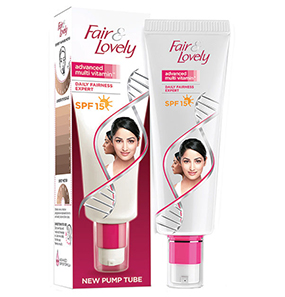 Fair & Lovely
advanced
multi vitamin
DAILY FAIRNESS
EXPERT
SPF 15
NEW PUMP TUBE
Fair &
Lovely
advanced
multi vitamin
DAILY FAIRNESS
EXPERT
SPF 15